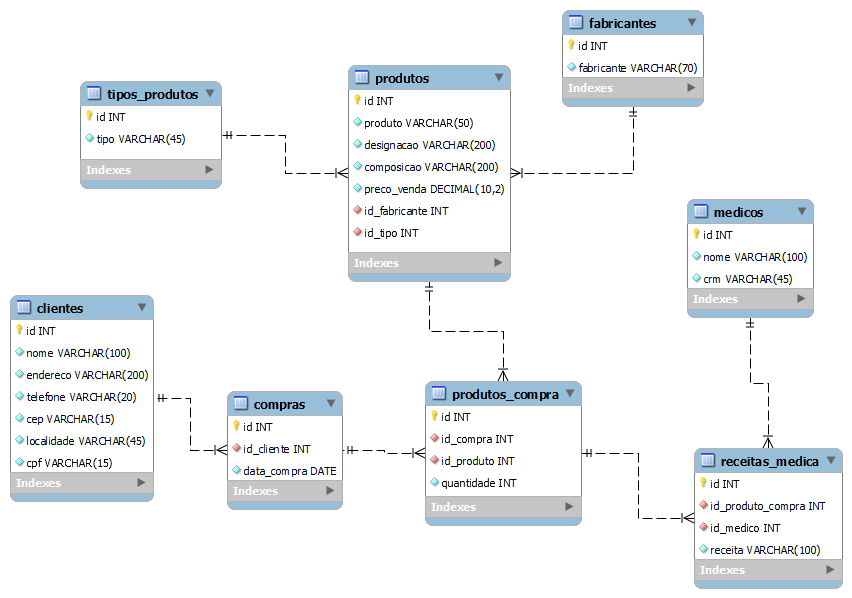 fabricantes
id INT
fabricante VARCHAR(70)
Indexes
produtos
id INT
produto VARCHAR(50)
designacao VARCHAR(200)
composicao VARCHAR(200)
preco_venda DECIMAL(10,2)
id_fabricante INT
id_tipo INT
Indexes
tipos_produtos
id INT
tipo VARCHAR(45)
Indexes
medicos
id INT
nome VARCHAR(100)
crm VARCHAR(45)
Indexes
clientes
id INT
nome VARCHAR(100)
endereco VARCHAR(200)
telefone VARCHAR(20)
cep VARCHAR(15)
localidade VARCHAR(45)
cpf VARCHAR(15)
Indexes
compras
id INT
id_cliente INT
data_compra DATE
Indexes
produtos_compra
id INT
id_compra INT
id_produto INT
quantidade INT
Indexes
receitas_medica
id INT
id_produto_compra INT
id_medico INT
receita VARCHAR(100)
Indexes